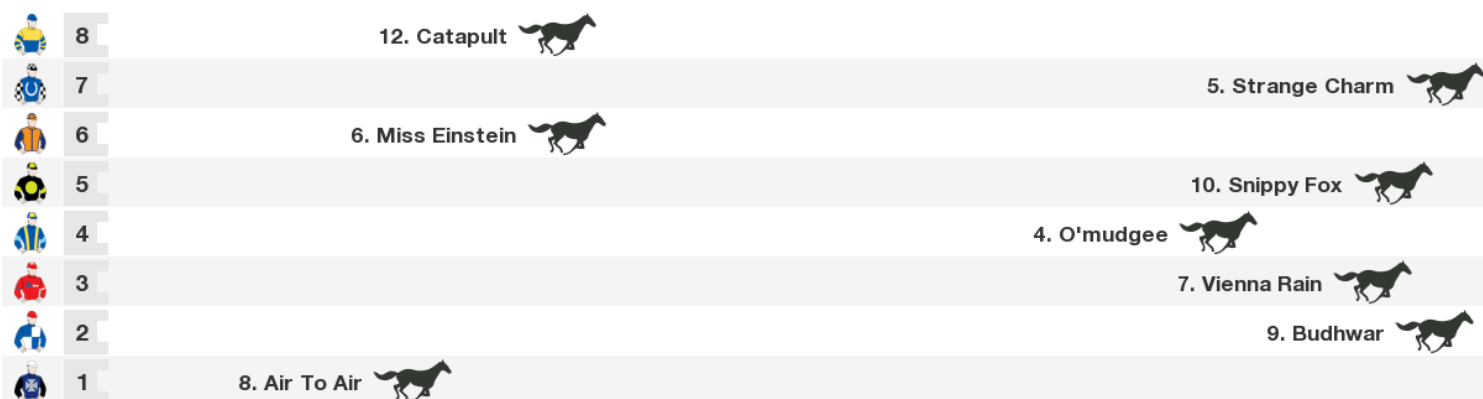 8 12. Catapult
7 5. Strange Charm
6 6. Miss Einstein
5 10. Snippy Fox
4 4. O'mudgee
3 7. Vienna Rain
2 9. Budhwar
1 8. Air To Air